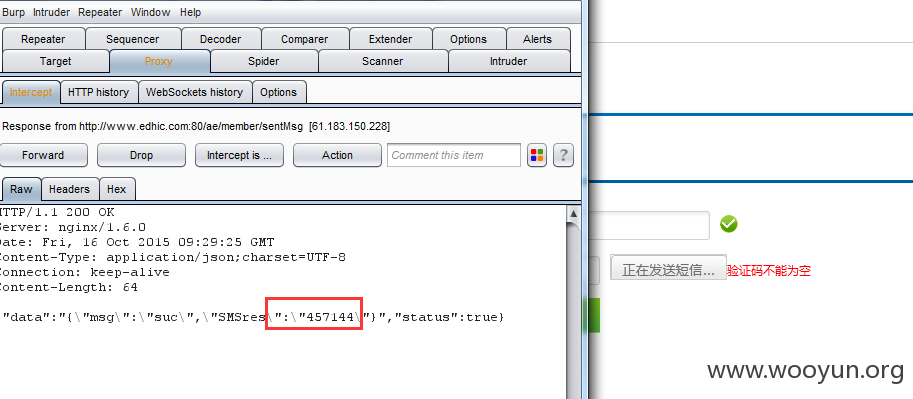 Burp Intruder Repeater Window Help
Repeater Sequencer Decoder Comparer Extender Options Alerts
Target Proxy Spider Scanner Intruder
Intercept HTTP history WebSockets history Options
Response from http://www.edhic.com:80/ae/member/sentMsg [61.183.150.228]
Forward Drop Intercept is ... Action Comment this item ?
Raw Headers Hex
HTTP/1.1 200 OK
Server: nginx/1.6.0
Date: Fri, 16 Oct 2015 09:29:25 GMT
Content-Type: application/json;charset=UTF-8
Connection: keep-alive
Content-Length: 64
"data":"{\"msg\":\"suc\",\"SMSres\":\"457144\"}","status":true}
正在发送短信... 验证码不能为空
www.wooyun.org